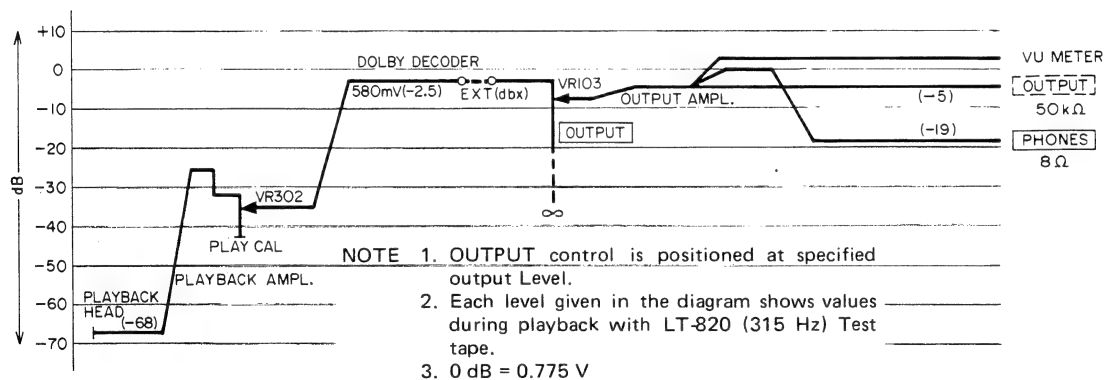 +10
0
-10
-20
-30
-40
-50
-60
-70
dB
PLAYBACK
HEAD
(-68)
PLAYBACK AMPL.
PLAY CAL
VR302
DOLBY DECODER
580mV(-2.5)
EXT(dbx)
VR103
OUTPUT
∞
OUTPUT AMPL.
(-5)
(-19)
VU METER
OUTPUT
50kΩ
PHONES
8Ω
NOTE 1. OUTPUT control is positioned at specified
output Level.
2. Each level given in the diagram shows values
during playback with LT-820 (315 Hz) Test
tape.
3. 0 dB = 0.775 V